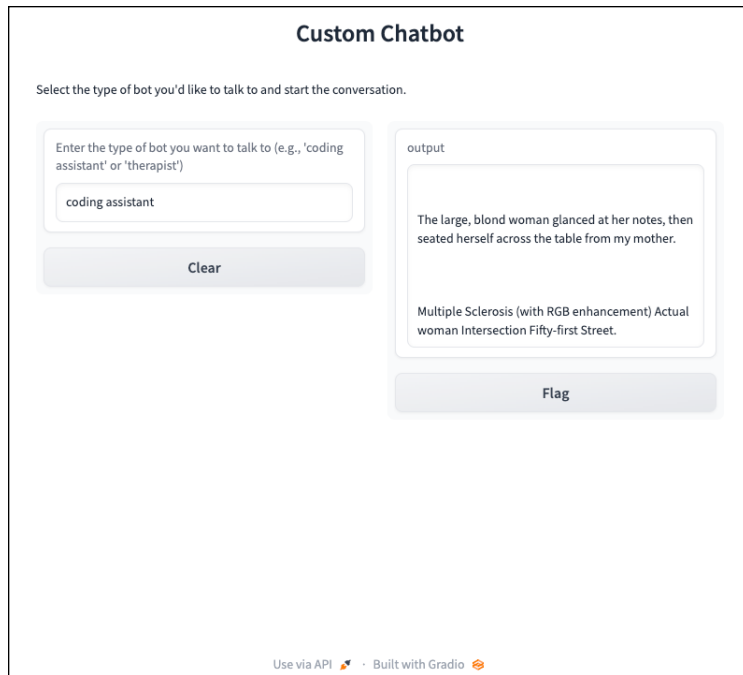 Custom Chatbot
Select the type of bot you'd like to talk to and start the conversation.
Enter the type of bot you want to talk to (e.g., 'coding
assistant' or 'therapist')
coding assistant
Clear
output
The large, blond woman glanced at her notes, then
seated herself across the table from my mother.
Multiple Sclerosis (with RGB enhancement) Actual
woman Intersection Fifty-first Street.
Flag
Use via API · Built with Gradio